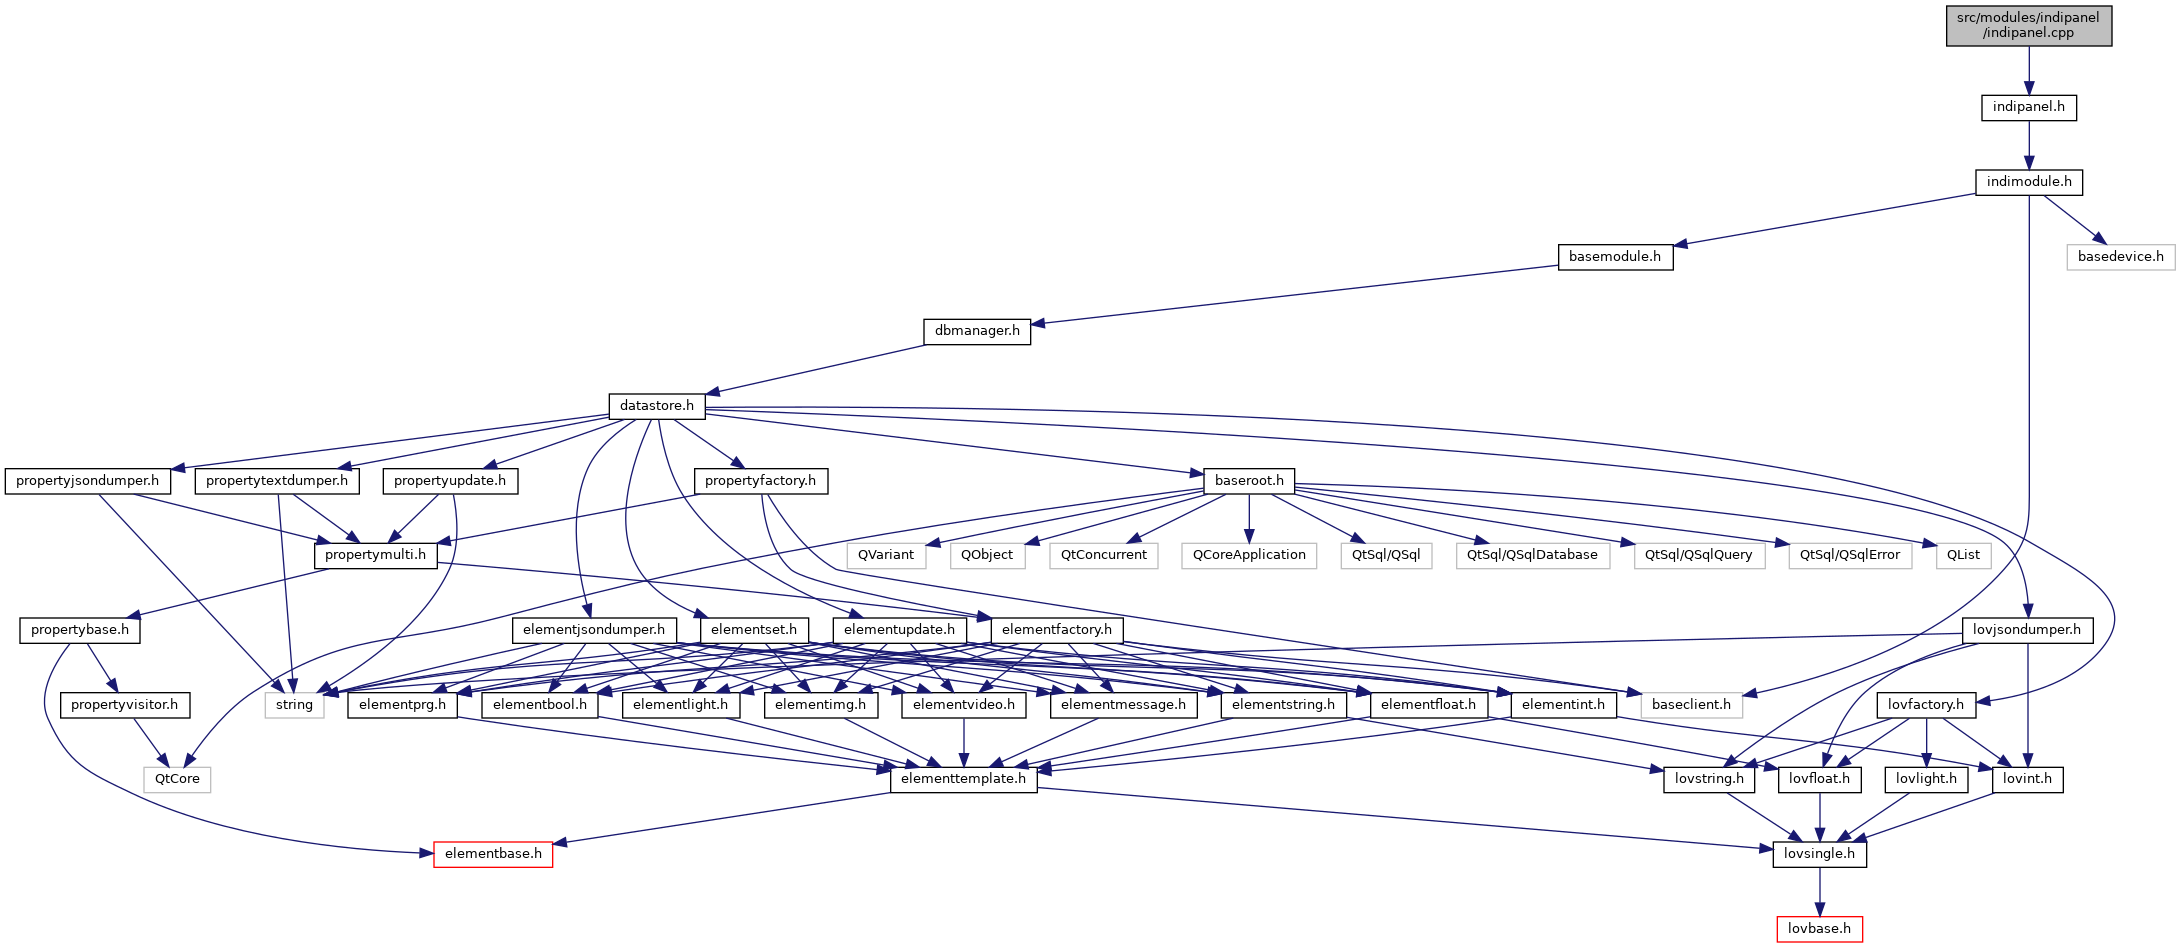 src/modules/indipanel
/indipanel.cpp
indipanel.h
indimodule.h
basemodule.h
basedevice.h
dbmanager.h
datastore.h
propertyjsondumper.h
propertytextdumper.h
propertyupdate.h
propertyfactory.h
baseroot.h
propertymulti.h
QVariant
QObject
QtConcurrent
QCoreApplication
QtSql/QSql
QtSql/QSqlDatabase
QtSql/QSqlQuery
QtSql/QSqlError
QList
propertybase.h
elementjsondumper.h
elementset.h
elementupdate.h
elementfactory.h
lovjsondumper.h
propertyvisitor.h
string
elementprg.h
elementbool.h
elementlight.h
elementimg.h
elementvideo.h
elementmessage.h
elementstring.h
elementfloat.h
elementint.h
baseclient.h
lovfactory.h
QtCore
elementtemplate.h
lovstring.h
lovfloat.h
lovlight.h
lovint.h
elementbase.h
lovsingle.h
lovbase.h